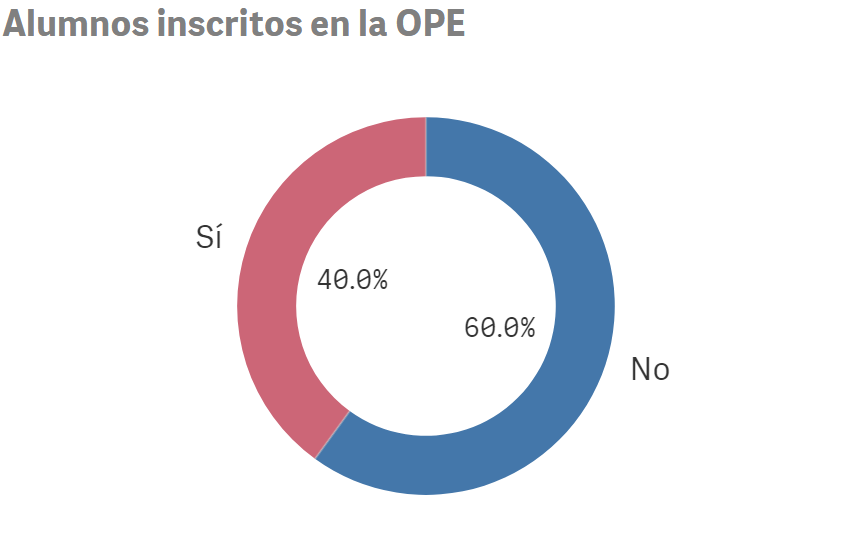 Alumnos inscritos en la OPE
Sí
40.0%
60.0%
No